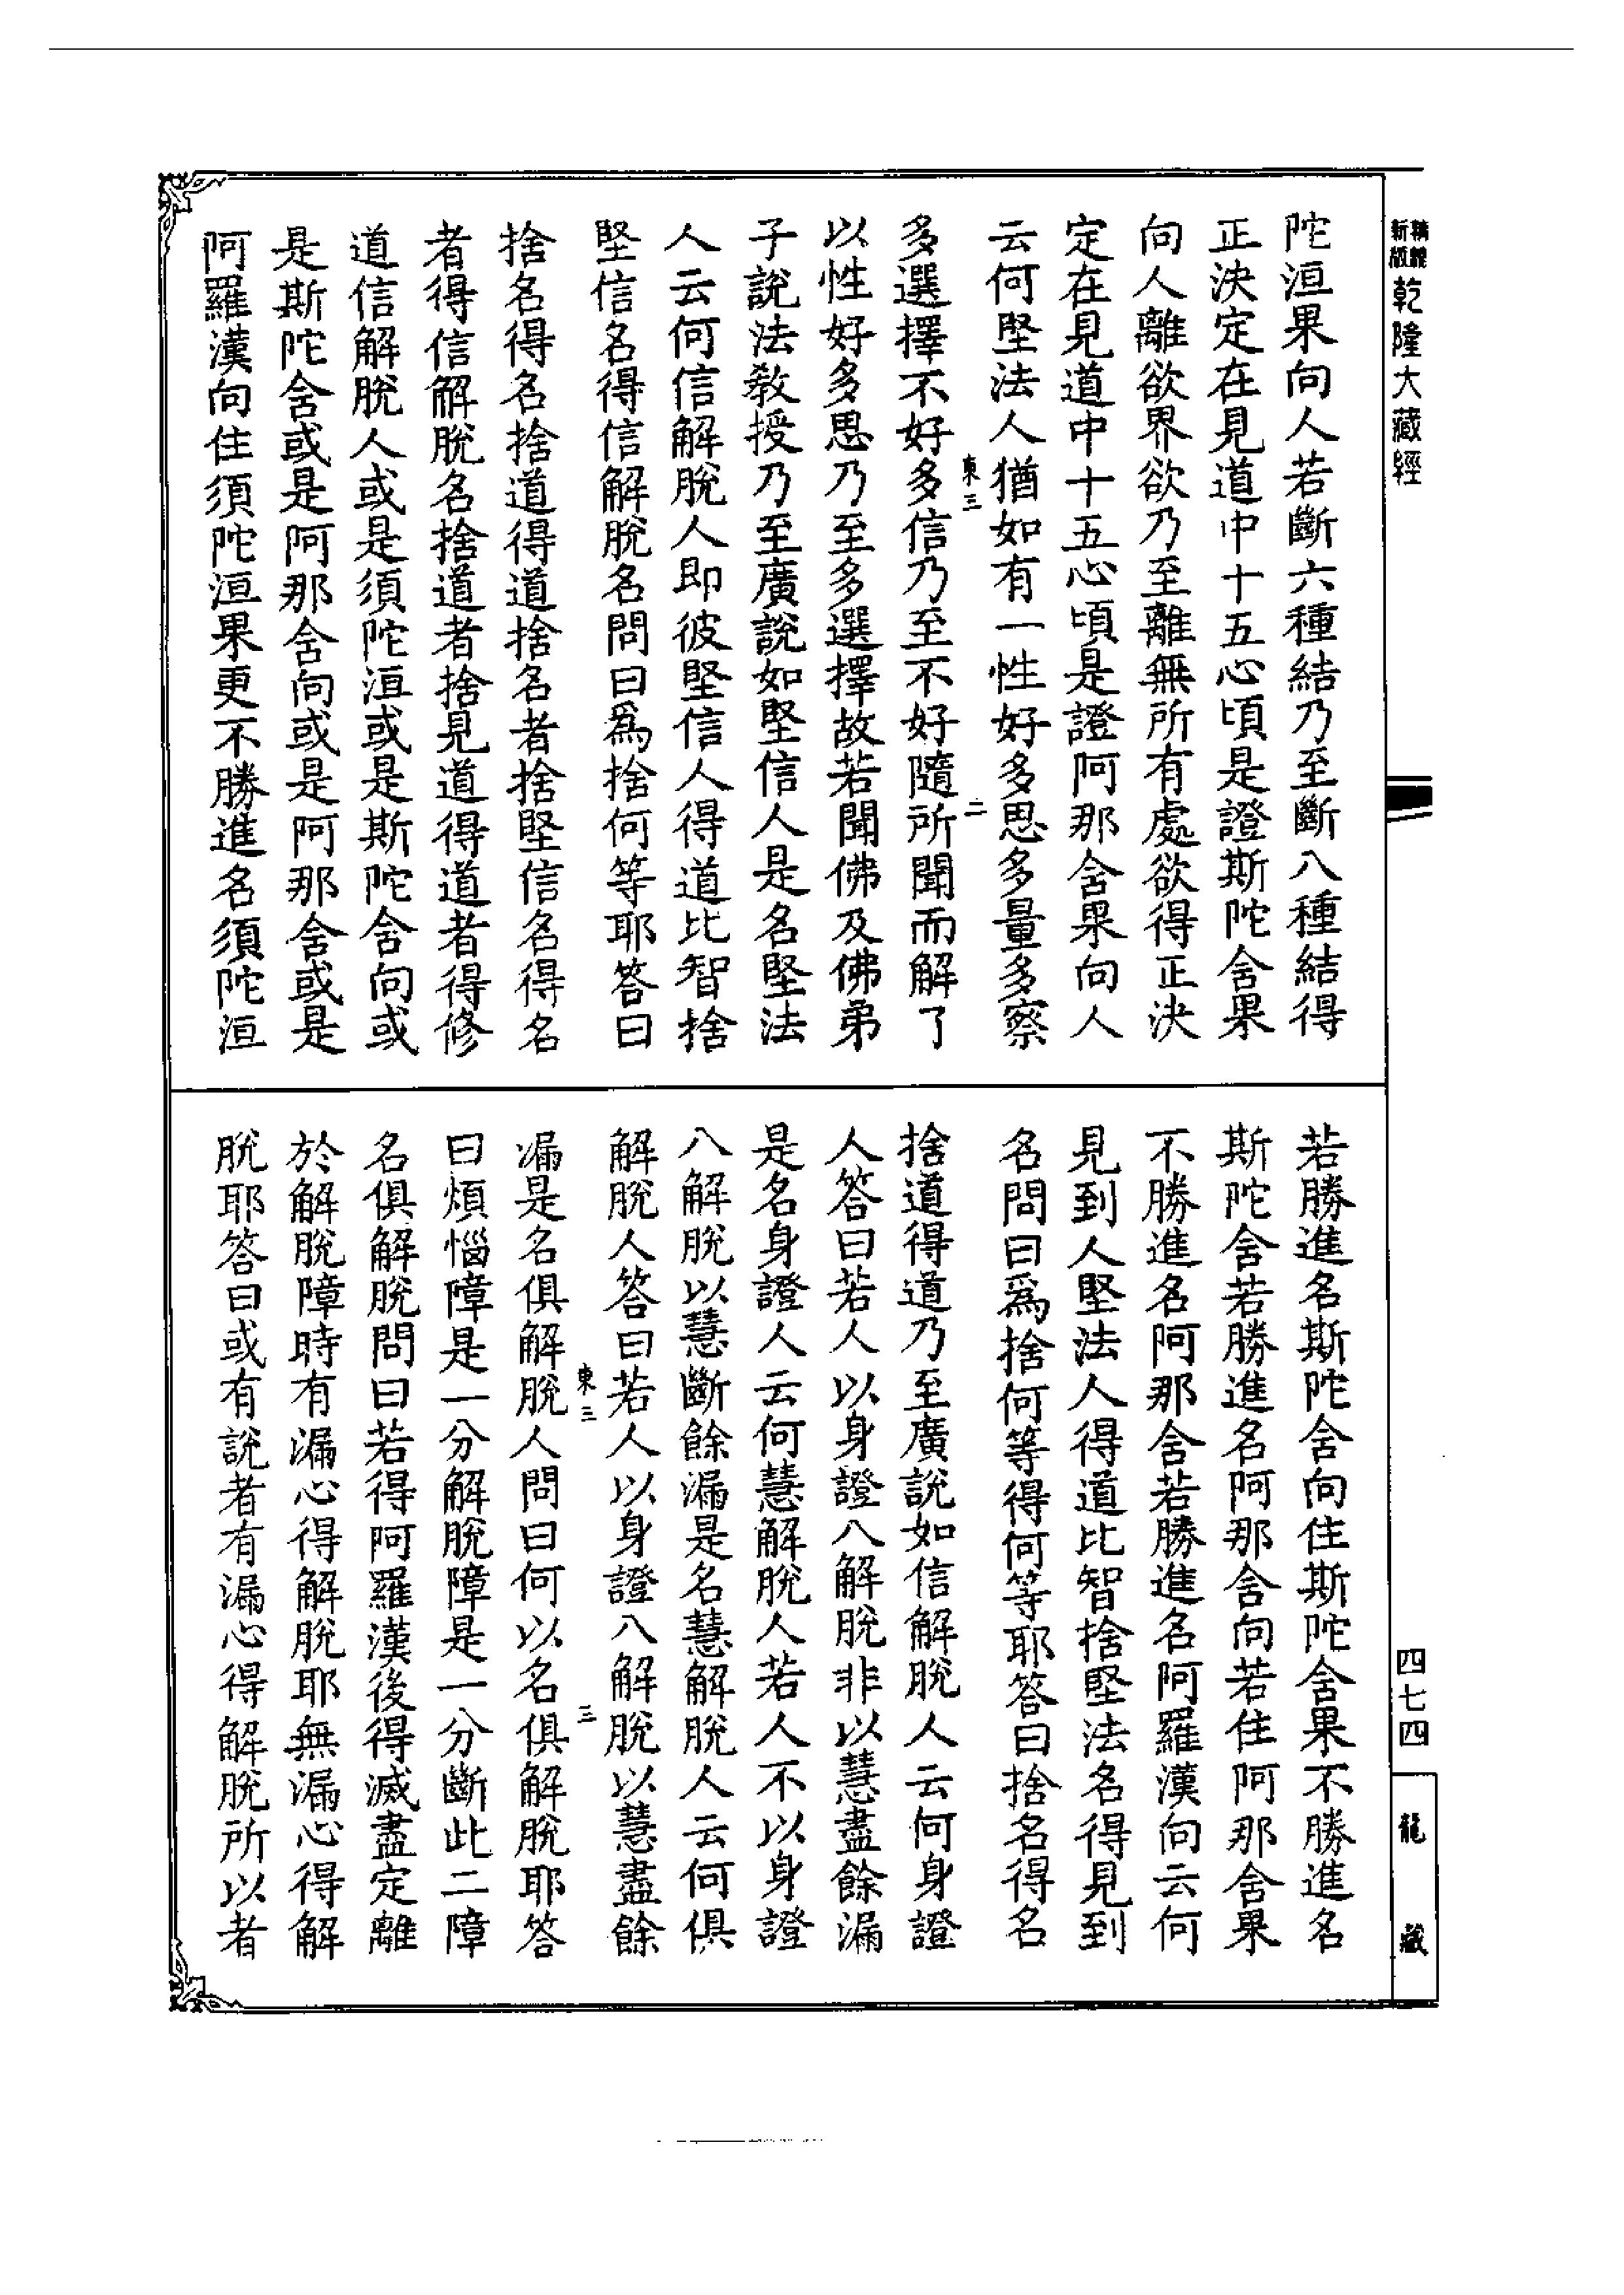 新編縮版
乾隆大藏經
陀洹果向人若斷六種結乃至斷八種結得
正決定在見道中十五心頃是證斯陀含果
向人離欲界欲乃至離無所有處欲得正決
定在見道中十五心頃是證阿那含果向人
云何堅法人猶如有一性好多思多量多察
多選擇不好多信乃至不好隨所聞而解了
東三
二
以性好多思乃至多選擇故若聞佛及佛弟
子說法教授乃至廣說如堅信人是名堅法
人云何信解脫人即彼堅信人得道比智捨
堅信名得信解脫名問曰爲捨何等耶答曰
捨名得名捨道得道捨名者捨堅信名得名
者得信解脫名捨道者捨見道得道者得修
道信解脫人或是須陀洹或是斯陀含向或
是斯陀含或是阿那含向或是阿那含或是
阿羅漢向住須陀洹果更不勝進名須陀洹
若勝進名斯陀含向住斯陀含果不勝進名
斯陀含若勝進名阿那含向若住阿那含果
不勝進名阿那含若勝進名阿羅漢向云何
見到人堅法人得道比智捨堅法名得見到
名問曰爲捨何等得何等耶答曰捨名得名
捨道得道乃至廣說如信解脫人云何身證
人答曰若人以身證八解脫非以慧盡餘漏
是名身證人云何慧解脫人若人不以身證
八解脫以慧斷餘漏是名慧解脫人云何俱
解脫人答曰若人以身證八解脫以慧盡餘
東三
三
漏是名俱解脫人問曰何以名俱解脫耶答
曰煩惱障是一分解脫障是一分斷此二障
名俱解脫問曰若得阿羅漢後得滅盡定離
於解脫障時有漏心得解脫耶無漏心得解
脫耶答曰或有說者有漏心得解脫所以者
四七四
龍藏